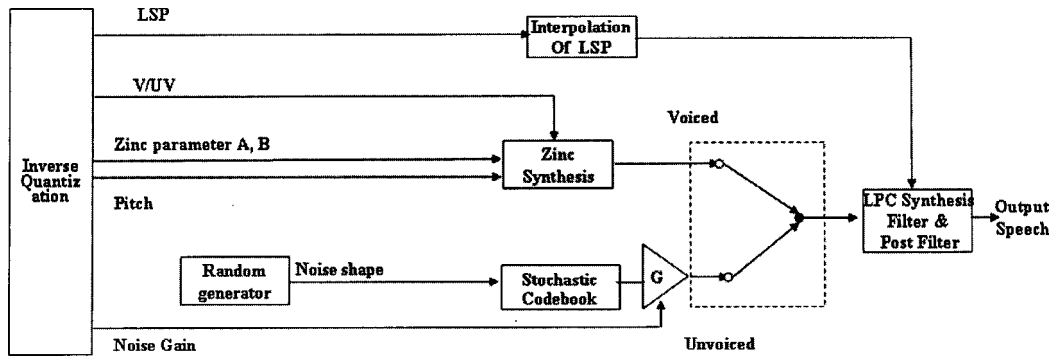 LSP
Interpolation
Of LSP
V/UV
Voiced
Zinc parameter A, B
Zinc
Synthesis
Inverse
Quantiz
ation
Pitch
LPC Synthesis
Filter &
Post Filter
Output
Speech
Random
generator
Noise shape
Stochastic
Codebook
G
Noise Gain
Unvoiced